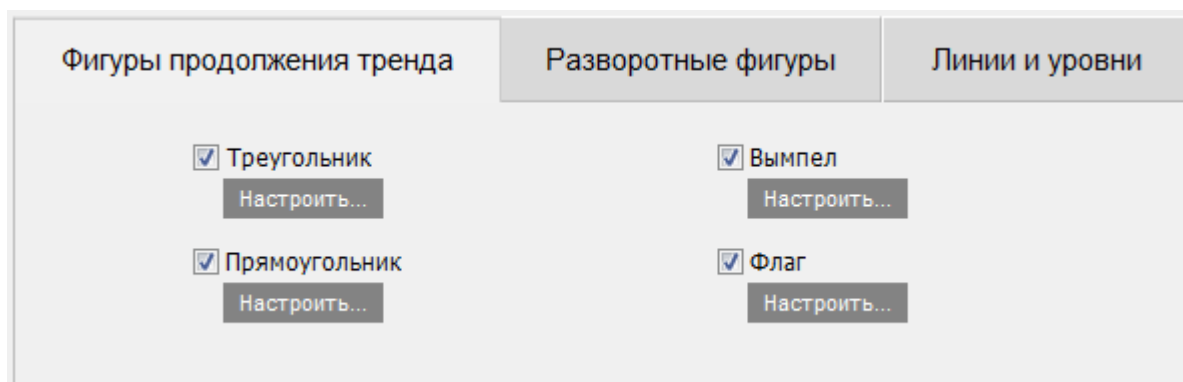 Фигуры продолжения тренда
Разворотные фигуры
Линии и уровни
Треугольник
Вымпел
Настроить...
Настроить...
Прямоугольник
Флаг
Настроить...
Настроить...